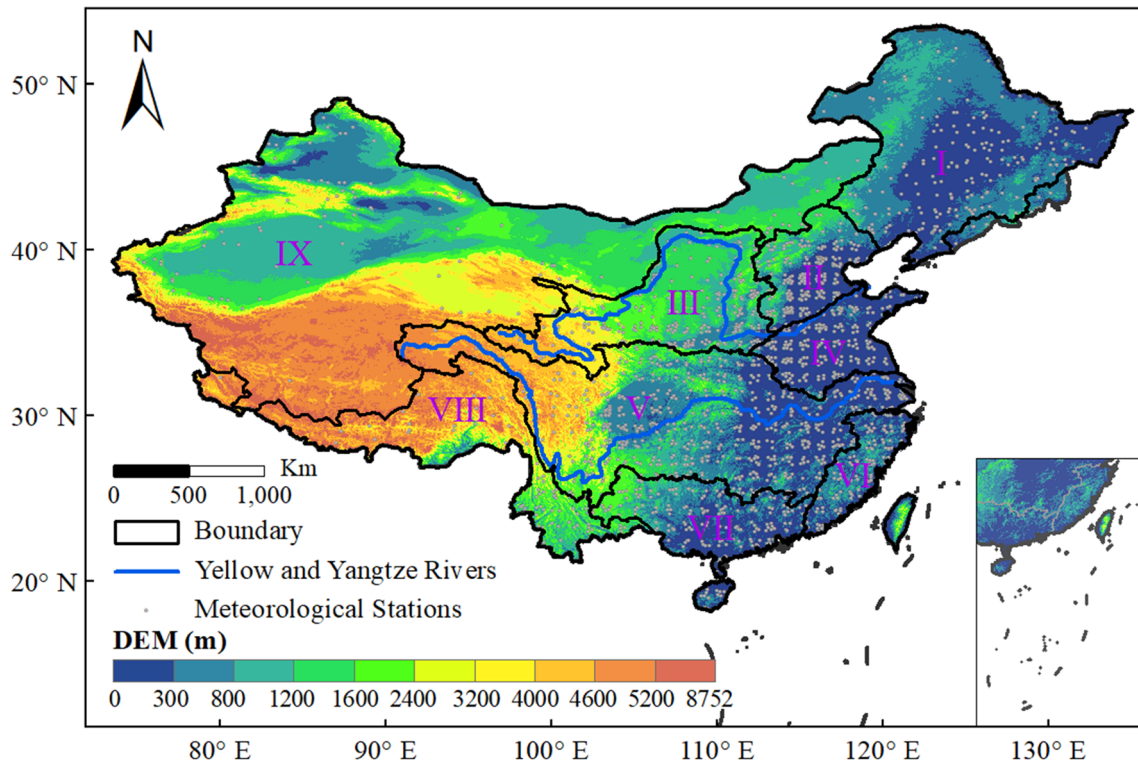 N
50° N
40° N
30° N
20° N
I
II
III
IV
V
VI
VII
VIII
IX
Km
0 500 1,000
Boundary
Yellow and Yangtze Rivers
Meteorological Stations
DEM (m)
0 300 800 1200 1600 2400 3200 4000 4600 5200 8752
80° E 90° E 100° E 110° E 120° E 130° E